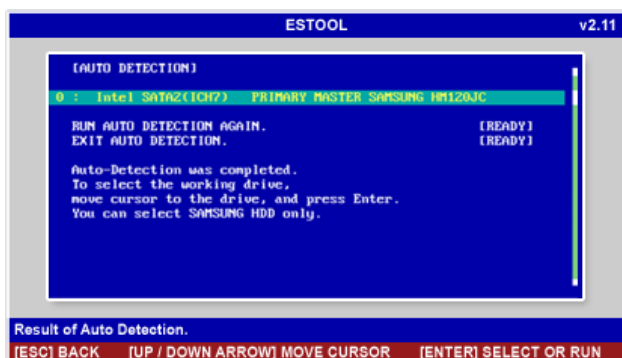 ESTOOL v2.11
[AUTO DETECTION]
0 : Intel SATA2(ICH7) PRIMARY MASTER SAMSUNG HM120JC
RUN AUTO DETECTION AGAIN. [READY]
EXIT AUTO DETECTION. [READY]
Auto-Detection was completed.
To select the working drive,
move cursor to the drive, and press Enter.
You can select SAMSUNG HDD only.
Result of Auto Detection.
[ESC] BACK [UP / DOWN ARROW] MOVE CURSOR [ENTER] SELECT OR RUN